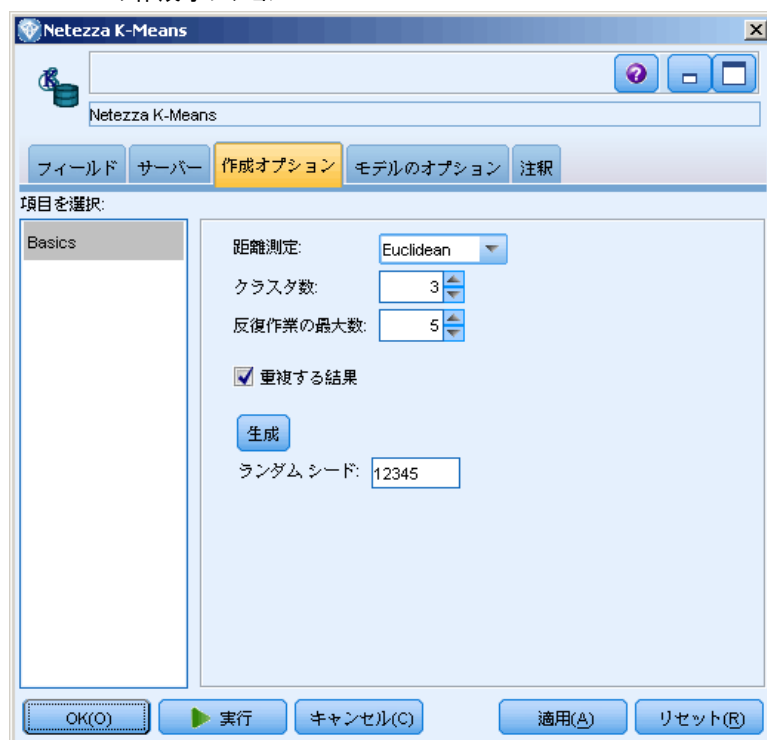 Netezza K-Means
Netezza K-Means
フィールド サーバー 作成オプション モデルのオプション 注釈
項目を選択:
Basics
距離測定: Euclidean
クラスタ数: 3
反復作業の最大数: 5
重複する結果
生成
ランダム シード: 12345
OK(O) 実行 キャンセル(C) 適用(A) リセット(R)